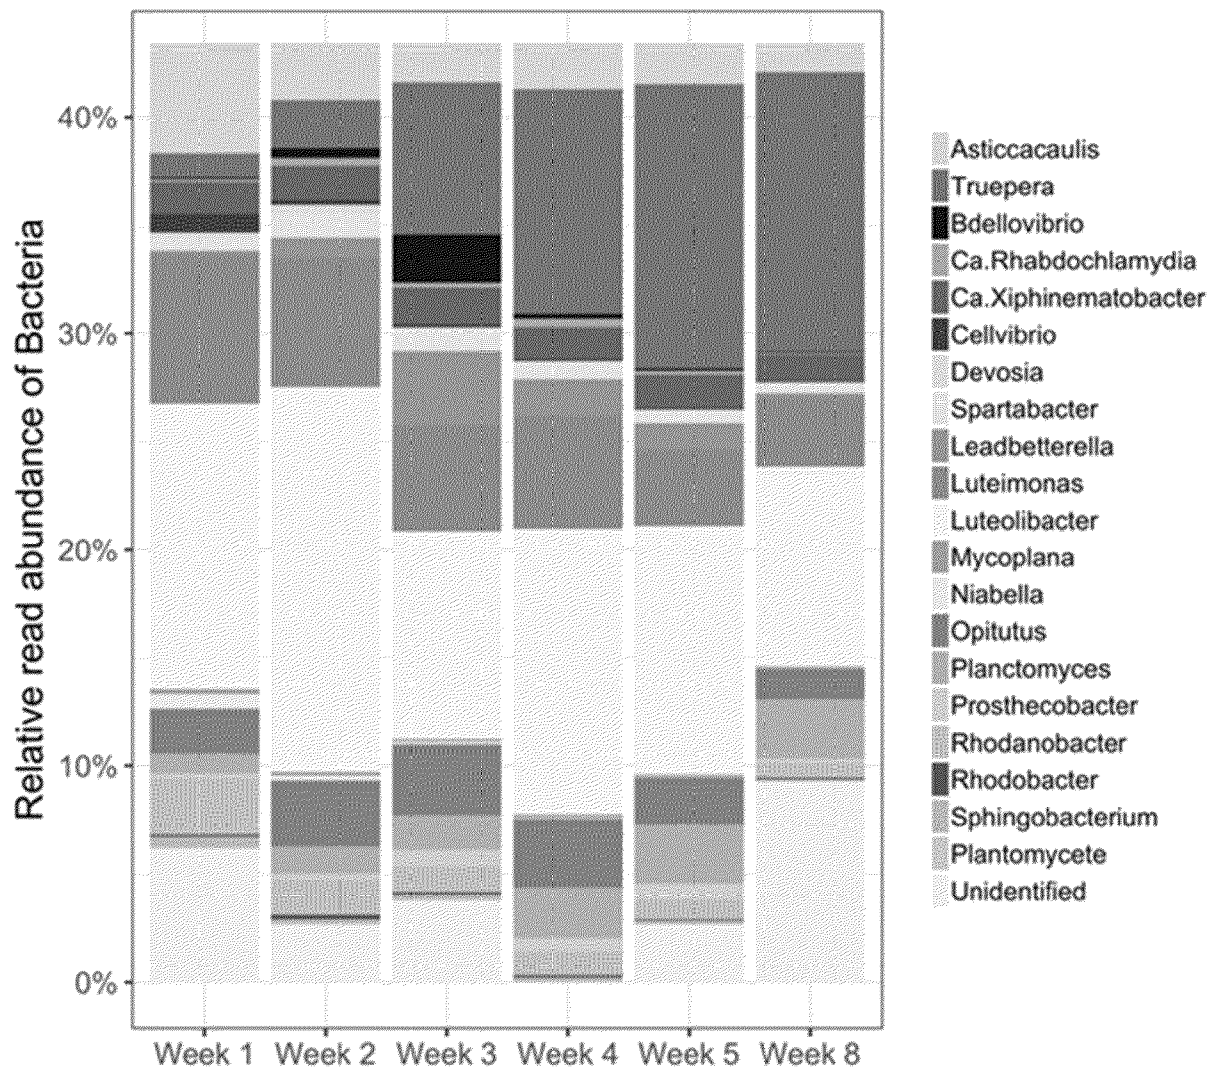 Relative read abundance of Bacteria
40%
30%
20%
10%
0%
Week 1 Week 2 Week 3 Week 4 Week 5 Week 8
Asticcacaulis
Truepera
Bdellovibrio
Ca.Rhabdochlamydia
Ca.Xiphinematobacter
Cellvibrio
Devosia
Spartabacter
Leadbetterella
Luteimonas
Luteolibacter
Mycoplana
Niabella
Opitutus
Planctomyces
Prosthecobacter
Rhodanobacter
Rhodobacter
Sphingobacterium
Plantomycete
Unidentified